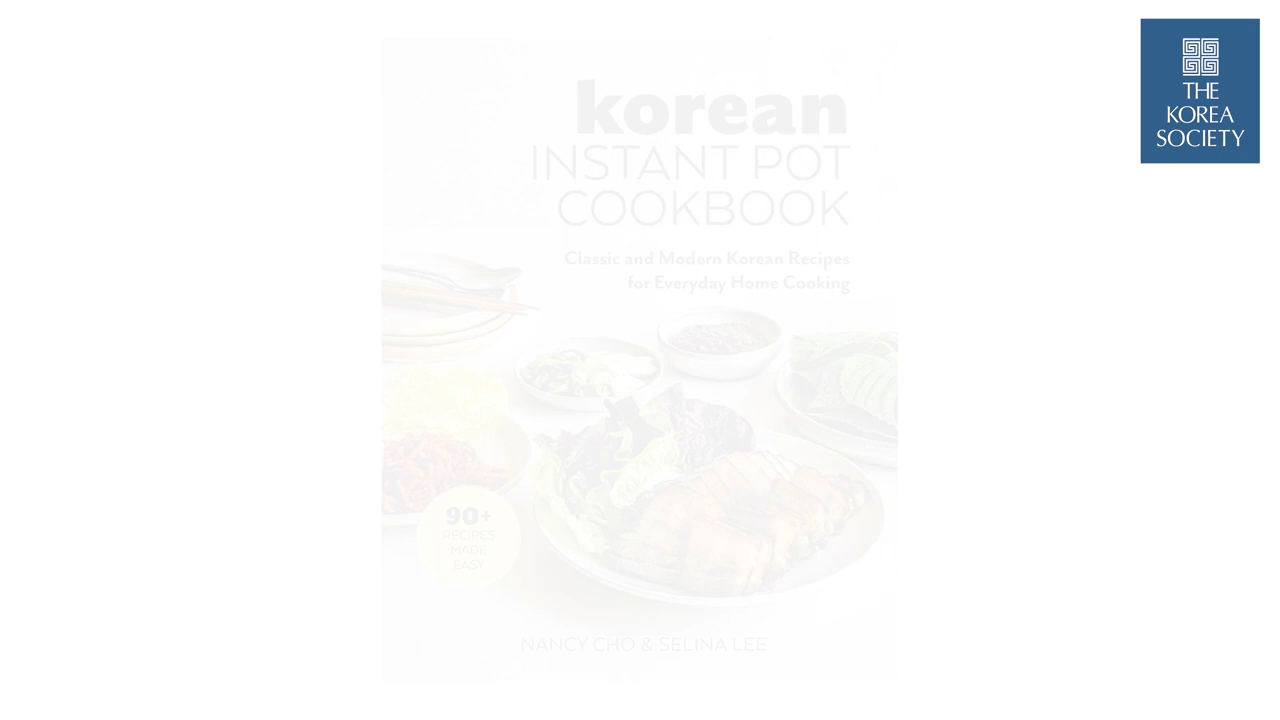 korean
INSTANT POT
COOKBOOK
Classic and Modern Korean Recipes
for Everyday Home Cooking
90+
RECIPES
MADE
EASY
NANCY CHO & SELINA LEE
THE
KOREA
SOCIETY